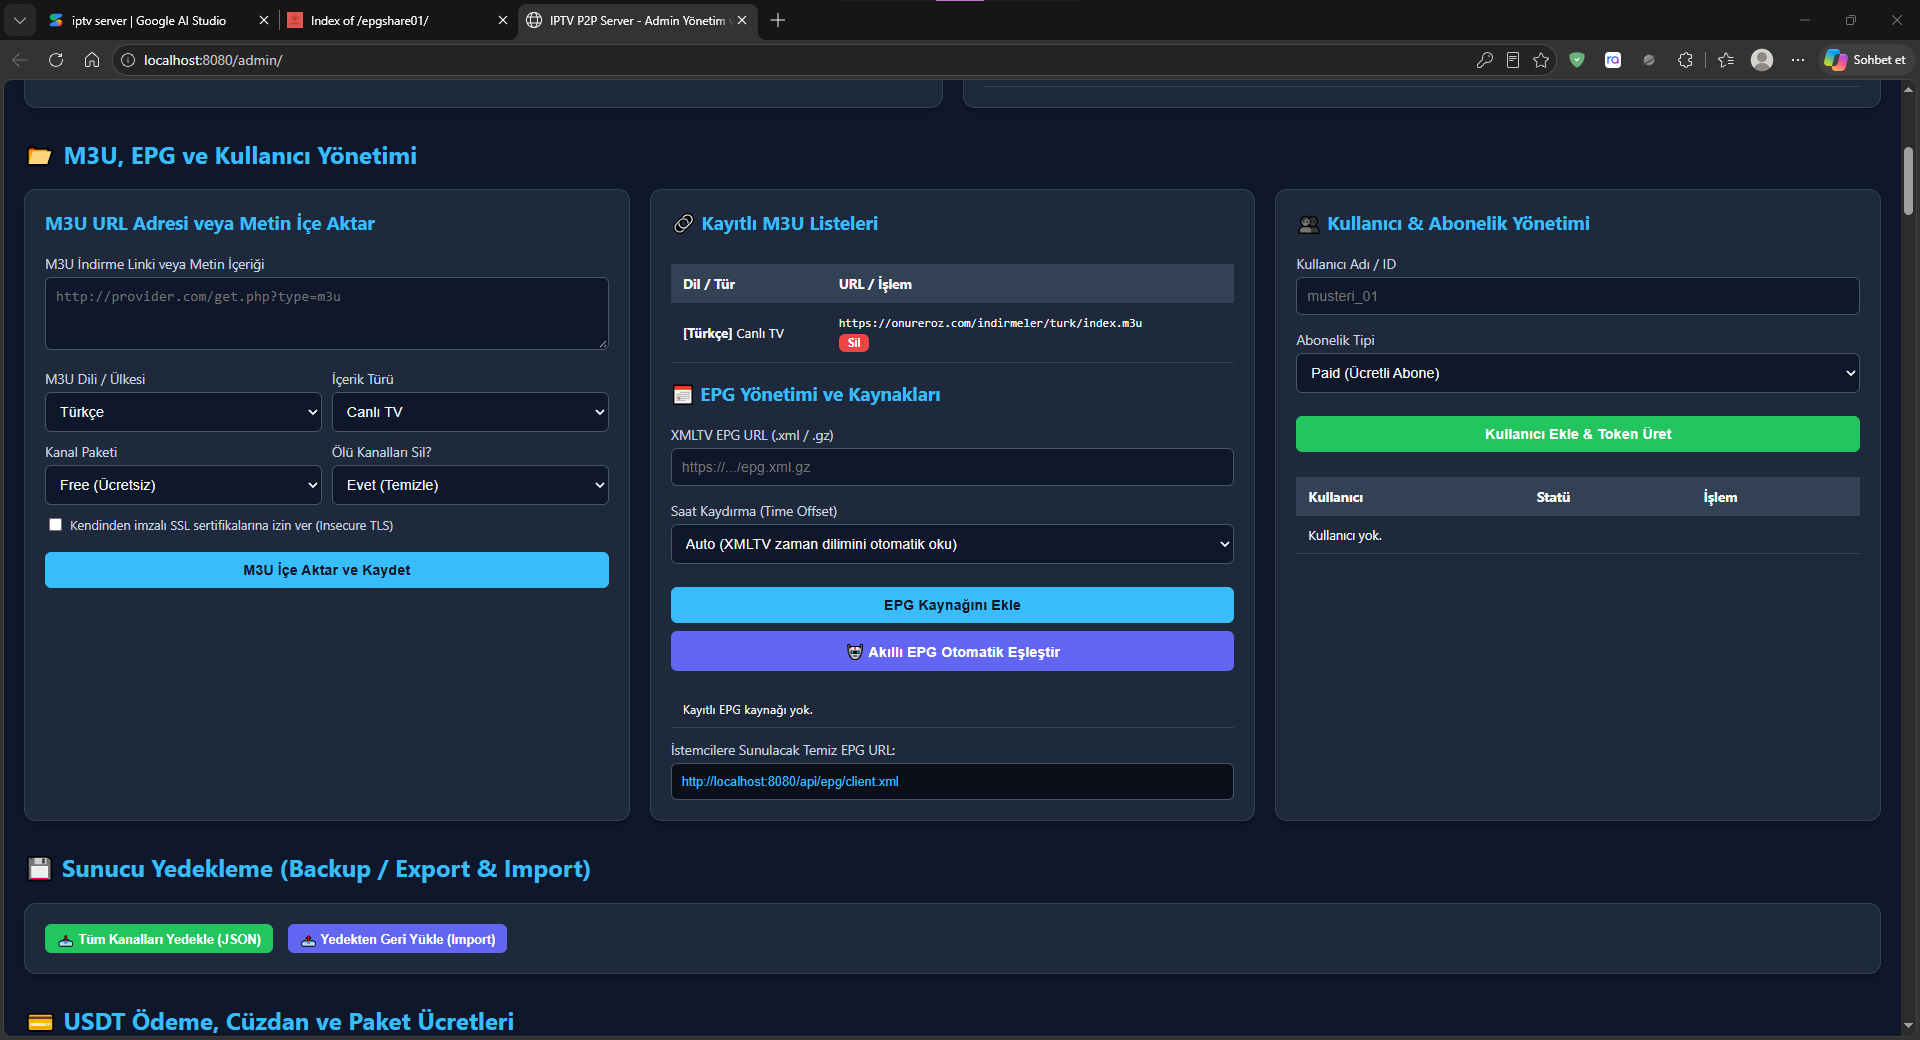 iptv server | Google AI Studio
Index of /epgshare01/
IPTV P2P Server - Admin Yönetim
localhost:8080/admin/
Sohbet et
M3U, EPG ve Kullanıcı Yönetimi
M3U URL Adresi veya Metin İçe Aktar
M3U İndirme Linki veya Metin İçeriği
http://provider.com/get.php?type=m3u
M3U Dili / Ülkesi
İçerik Türü
Türkçe
Canlı TV
Kanal Paketi
Ölü Kanalları Sil?
Free (Ücretsiz)
Evet (Temizle)
Kendinden imzalı SSL sertifikalarına izin ver (Insecure TLS)
M3U İçe Aktar ve Kaydet
Kayıtlı M3U Listeleri
Dil / Tür
URL / İşlem
[Türkçe] Canlı TV
https://onureroz.com/indirmeler/turk/index.m3u
Sil
EPG Yönetimi ve Kaynakları
XMLTV EPG URL (.xml / .gz)
https://.../epg.xml.gz
Saat Kaydırma (Time Offset)
Auto (XMLTV zaman dilimini otomatik oku)
EPG Kaynağını Ekle
Akıllı EPG Otomatik Eşleştir
Kayıtlı EPG kaynağı yok.
İstemcilere Sunulacak Temiz EPG URL:
http://localhost:8080/api/epg/client.xml
Kullanıcı & Abonelik Yönetimi
Kullanıcı Adı / ID
musteri_01
Abonelik Tipi
Paid (Ücretli Abone)
Kullanıcı Ekle & Token Üret
Kullanıcı
Statü
İşlem
Kullanıcı yok.
Sunucu Yedekleme (Backup / Export & Import)
Tüm Kanalları Yedekle (JSON)
Yedekten Geri Yükle (Import)
USDT Ödeme, Cüzdan ve Paket Ücretleri